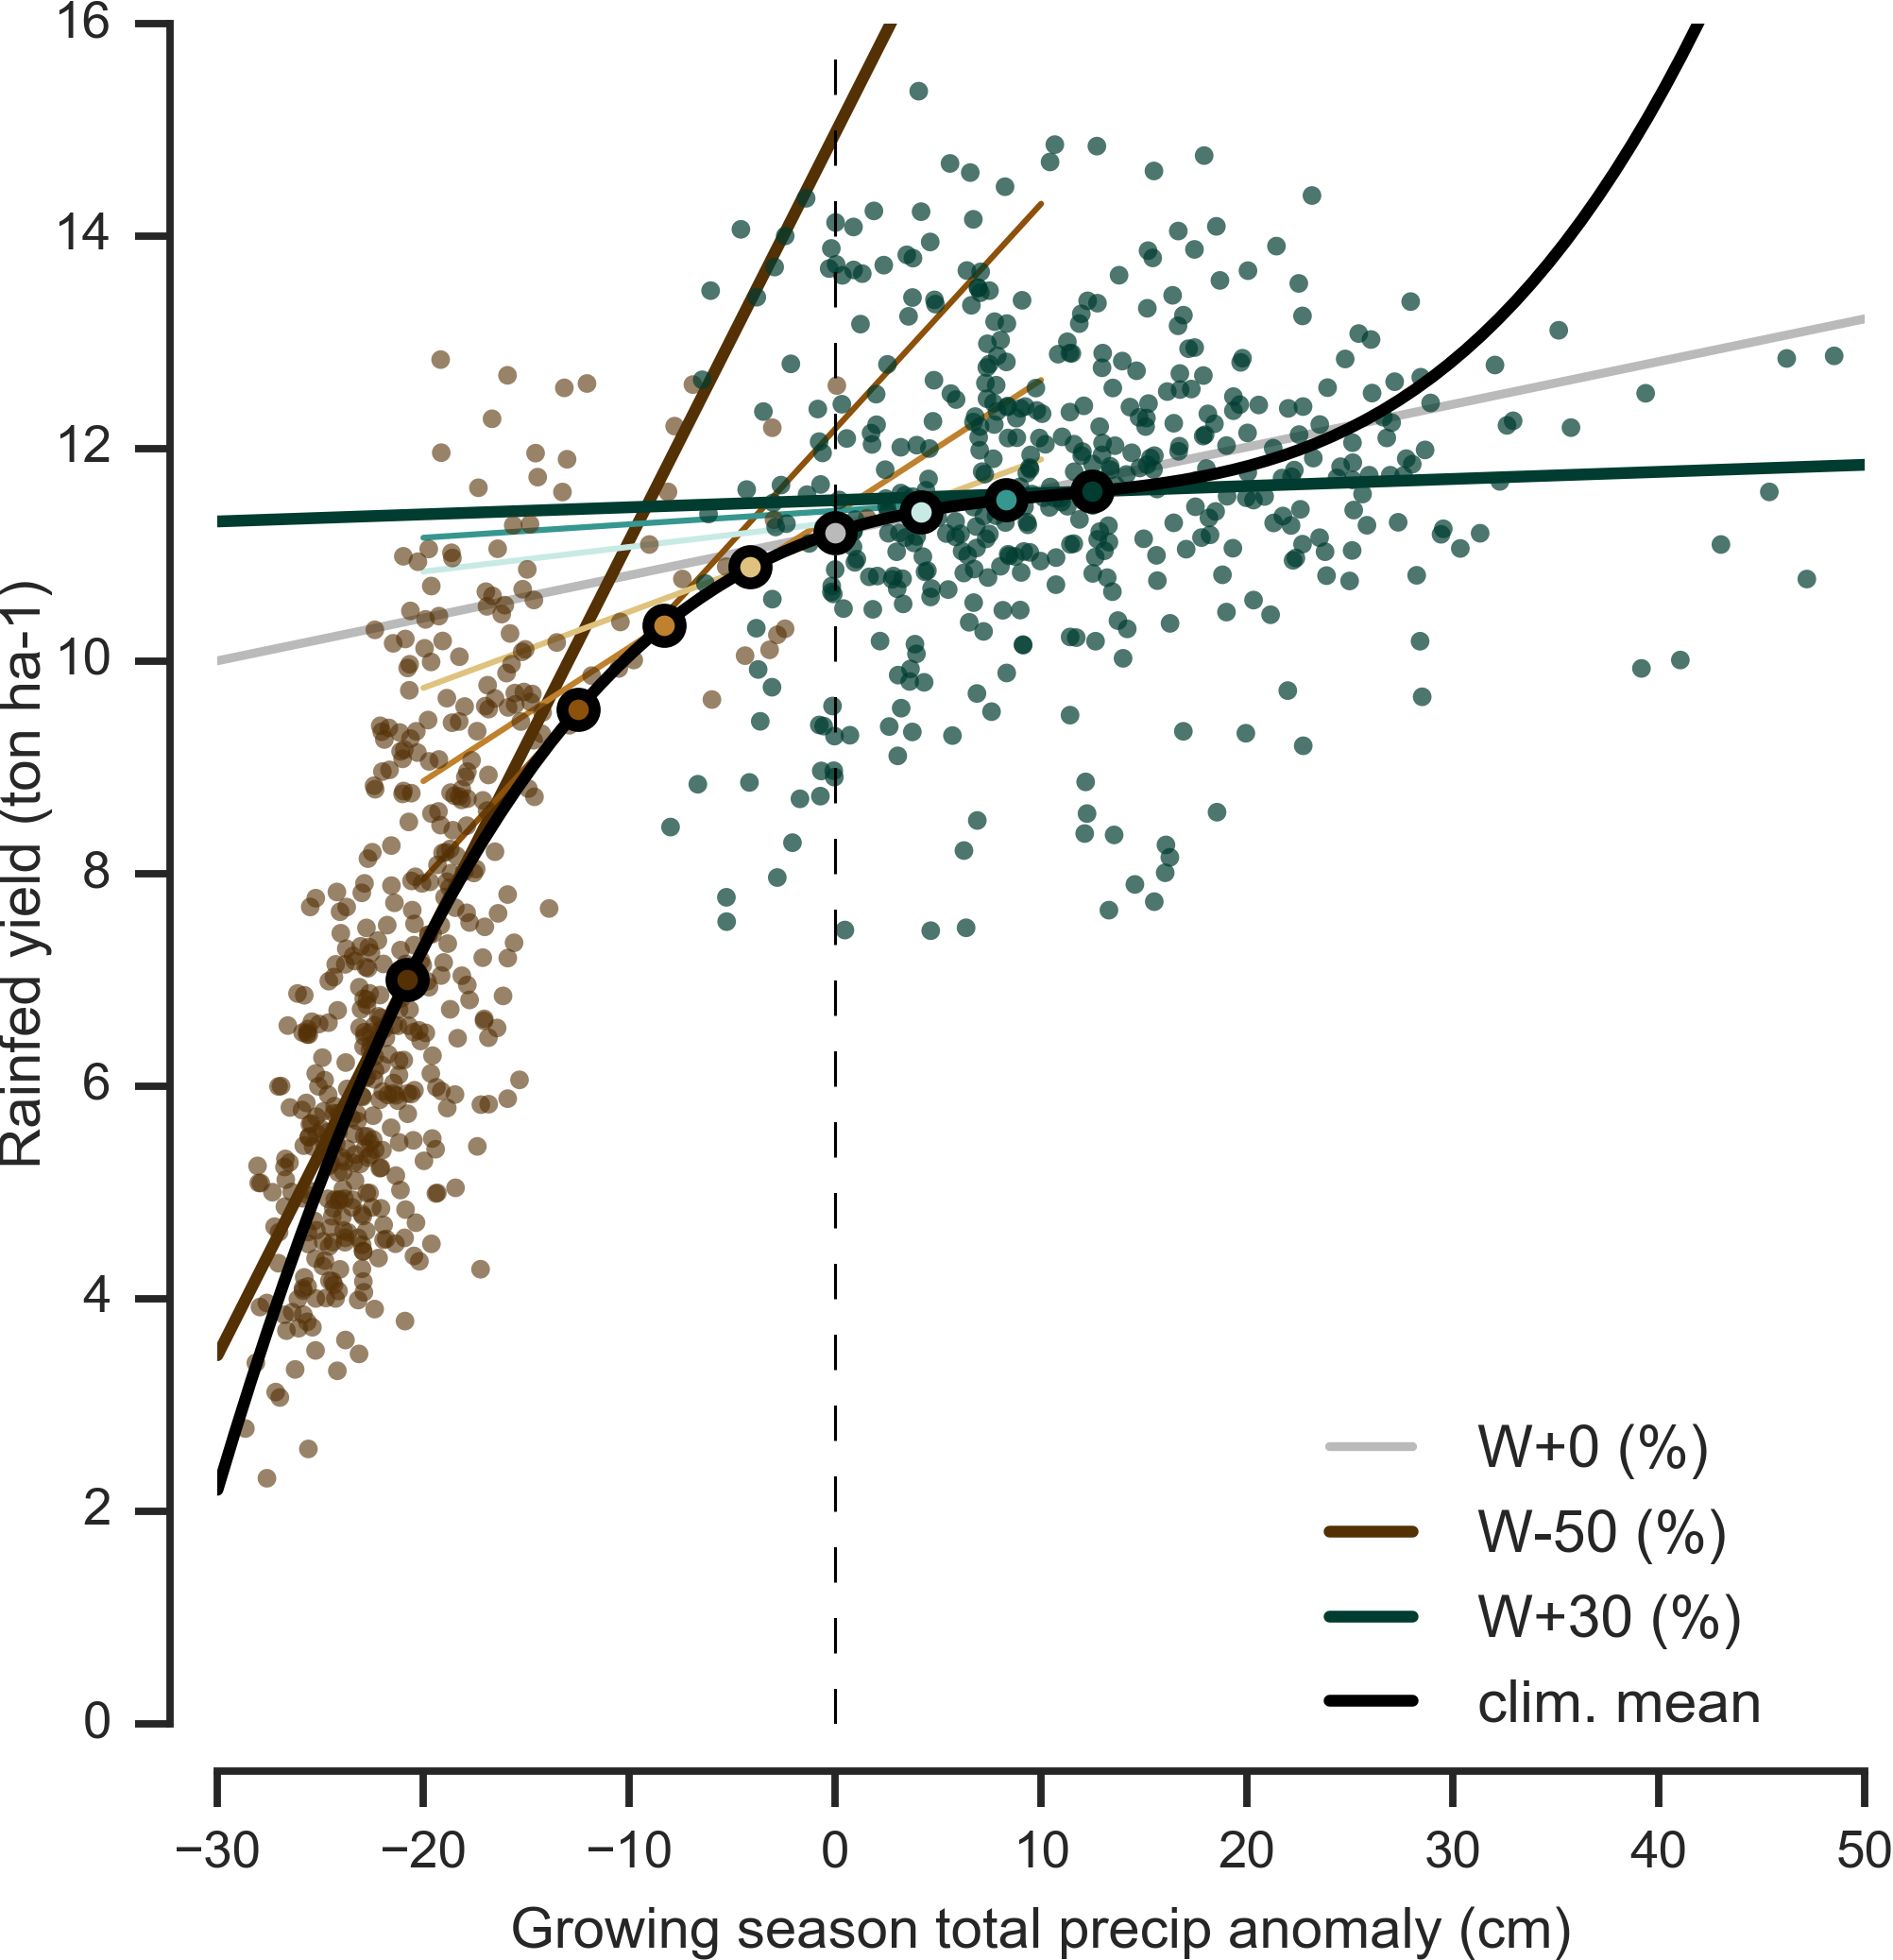 16
14
12
10
8
6
4
2
0
Rainfed yield (ton ha-1)
W+0 (%)
W-50 (%)
W+30 (%)
clim. mean
−30 −20 −10 0 10 20 30 40 50
Growing season total precip anomaly (cm)